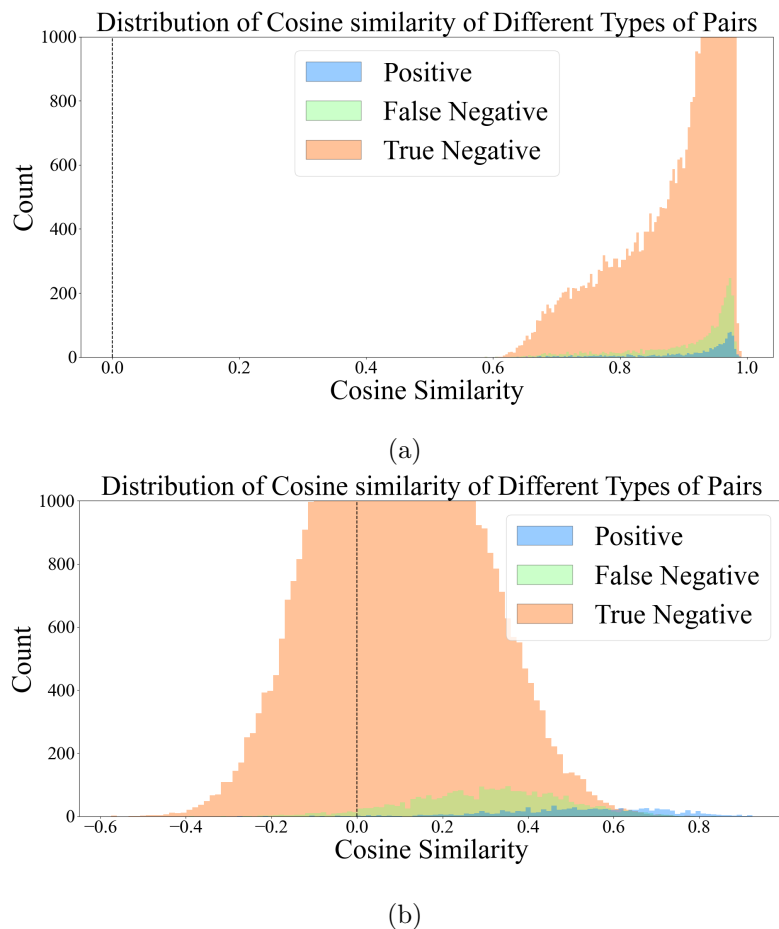 Distribution of Cosine similarity of Different Types of Pairs
1000
800
600
400
200
0
Count
Positive
False Negative
True Negative
0.0 0.2 0.4 0.6 0.8 1.0
Cosine Similarity
(a)
Distribution of Cosine similarity of Different Types of Pairs
1000
800
600
400
200
0
Count
Positive
False Negative
True Negative
−0.6 −0.4 −0.2 0.0 0.2 0.4 0.6 0.8
Cosine Similarity
(b)